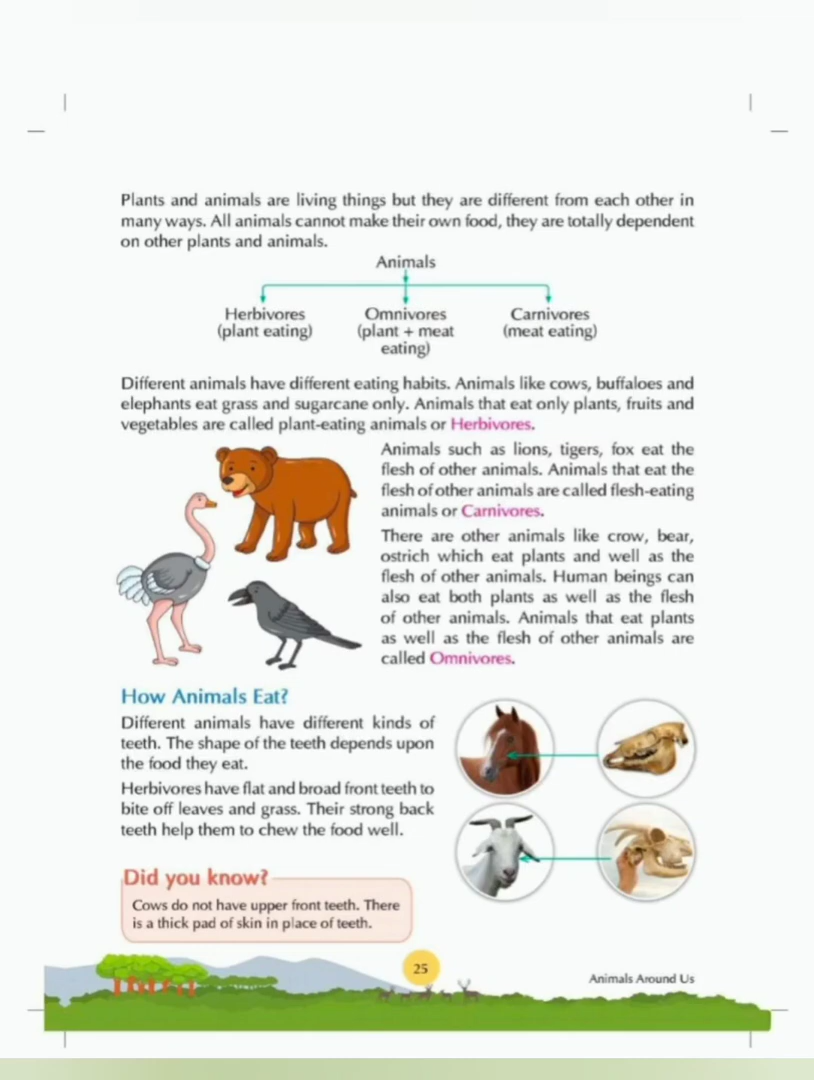 Plants and animals are living things but they are different from each other in
many ways. All animals cannot make their own food, they are totally dependent
on other plants and animals.
Animals
Herbivores
(plant eating)
Omnivores
(plant + meat
eating)
Carnivores
(meat eating)
Different animals have different eating habits. Animals like cows, buffaloes and
elephants eat grass and sugarcane only. Animals that eat only plants, fruits and
vegetables are called plant-eating animals or Herbivores.
Animals such as lions, tigers, fox eat the
flesh of other animals. Animals that eat the
flesh of other animals are called flesh-eating
animals or Carnivores.
There are other animals like crow, bear,
ostrich which eat plants and well as the
flesh of other animals. Human beings can
also eat both plants as well as the flesh
of other animals. Animals that eat plants
as well as the flesh of other animals are
called Omnivores.
How Animals Eat?
Different animals have different kinds of
teeth. The shape of the teeth depends upon
the food they eat.
Herbivores have flat and broad front teeth to
bite off leaves and grass. Their strong back
teeth help them to chew the food well.
Did you know?
Cows do not have upper front teeth. There
is a thick pad of skin in place of teeth.
25
Animals Around Us